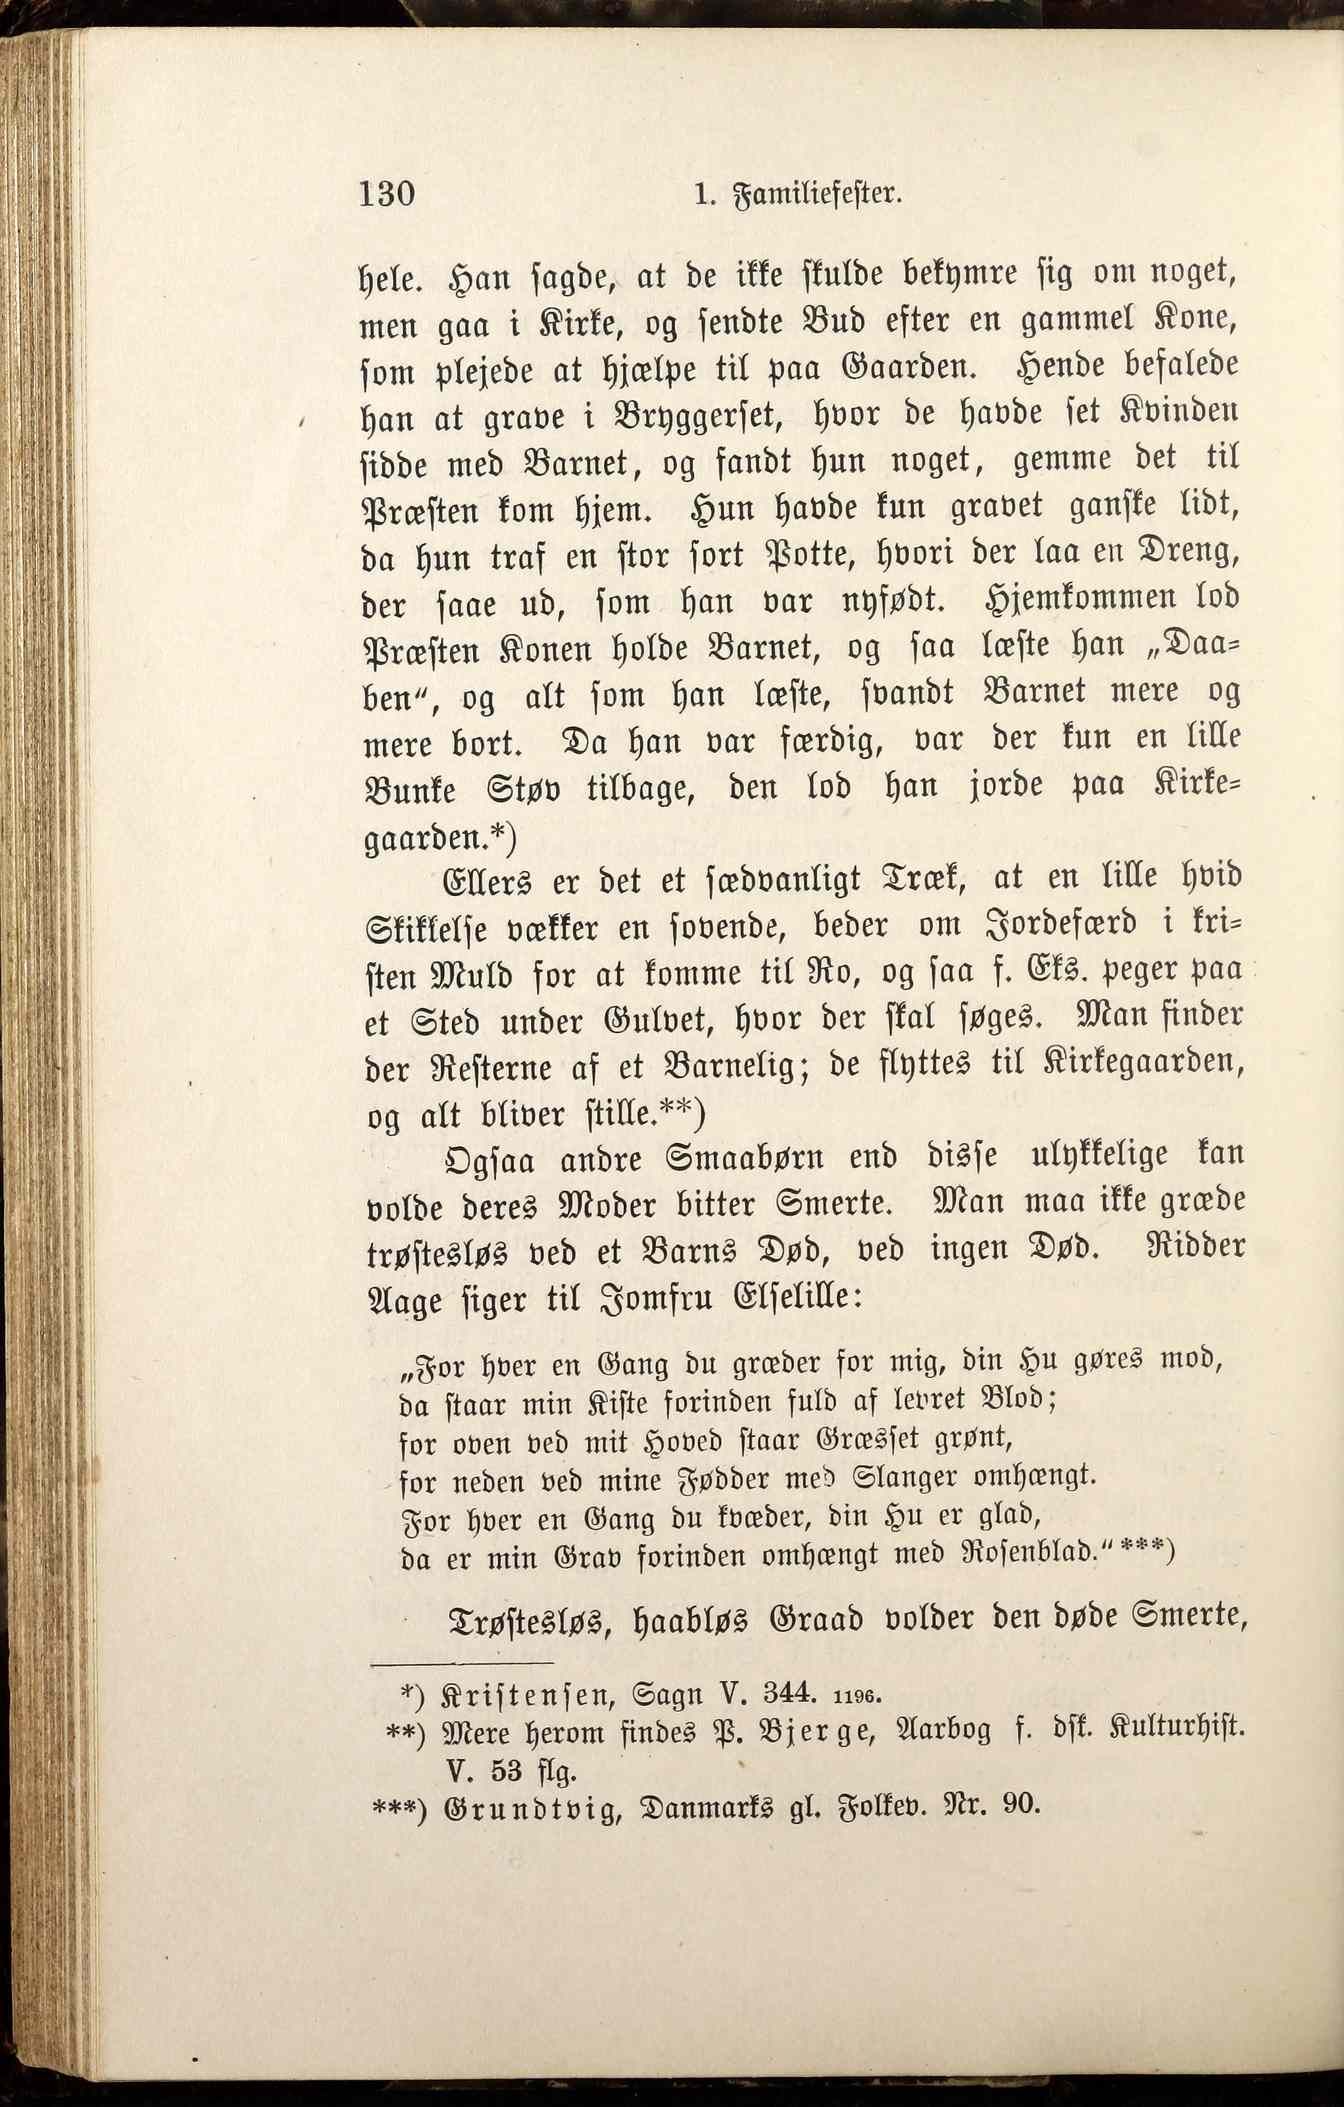 130 1. Familiefester.
hele. Han sagde, at de ikke skulde bekymre sig om noget,
men gaa i Kirke, og sendte Bud efter en gammel Kone,
som plejede at hjælpe til paa Gaarden. Hende befalede
han at grave i Bryggerset, hvor de havde set Kvinden
sidde med Barnet, og fandt hun noget, gemme det til
Præsten kom hjem. Hun havde kun gravet ganske lidt,
da hun traf en stor sort Potte, hvori der laa en Dreng,
der saae ud, som han var nyfødt. Hjemkommen lod
Præsten Konen holde Barnet, og saa læste han „Daa-
ben“, og alt som han læste, svandt Barnet mere og
mere bort. Da han var færdig, var der kun en lille
Bunke Støv tilbage, den lod han jorde paa Kirke-
gaarden.*)
Ellers er det et sædvanligt Træk, at en lille hvid
Skikkelse vækker en sovende, beder om Jordefærd i kri-
sten Muld for at komme til Ro, og saa f. Eks. peger paa
et Sted under Gulvet, hvor der skal søges. Man finder
der Resterne af et Barnelig; de flyttes til Kirkegaarden,
og alt bliver stille.**)
Ogsaa andre Smaabørn end disse ulykkelige kan
volde deres Moder bitter Smerte. Man maa ikke græde
trøstesløs ved et Barns Død, ved ingen Død. Ridder
Aage siger til Jomfru Elselille:
„For hver en Gang du græder for mig, din Hu gøres mod,
da staar min Kiste forinden fuld af levret Blod;
for oven ved mit Hoved staar Græsset grønt,
for neden ved mine Fødder med Slanger omhængt.
For hver en Gang du kvæder, din Hu er glad,
da er min Grav forinden omhængt med Rosenblad.“***)
Trøstesløs, haabløs Graad volder den døde Smerte,
*) Kristensen, Sagn V. 344. 1196.
**) Mere herom findes P. Bjerge, Aarbog f. dsk. Kulturhist.
V. 53 flg.
***) Grundtvig, Danmarks gl. Folkev. Nr. 90.